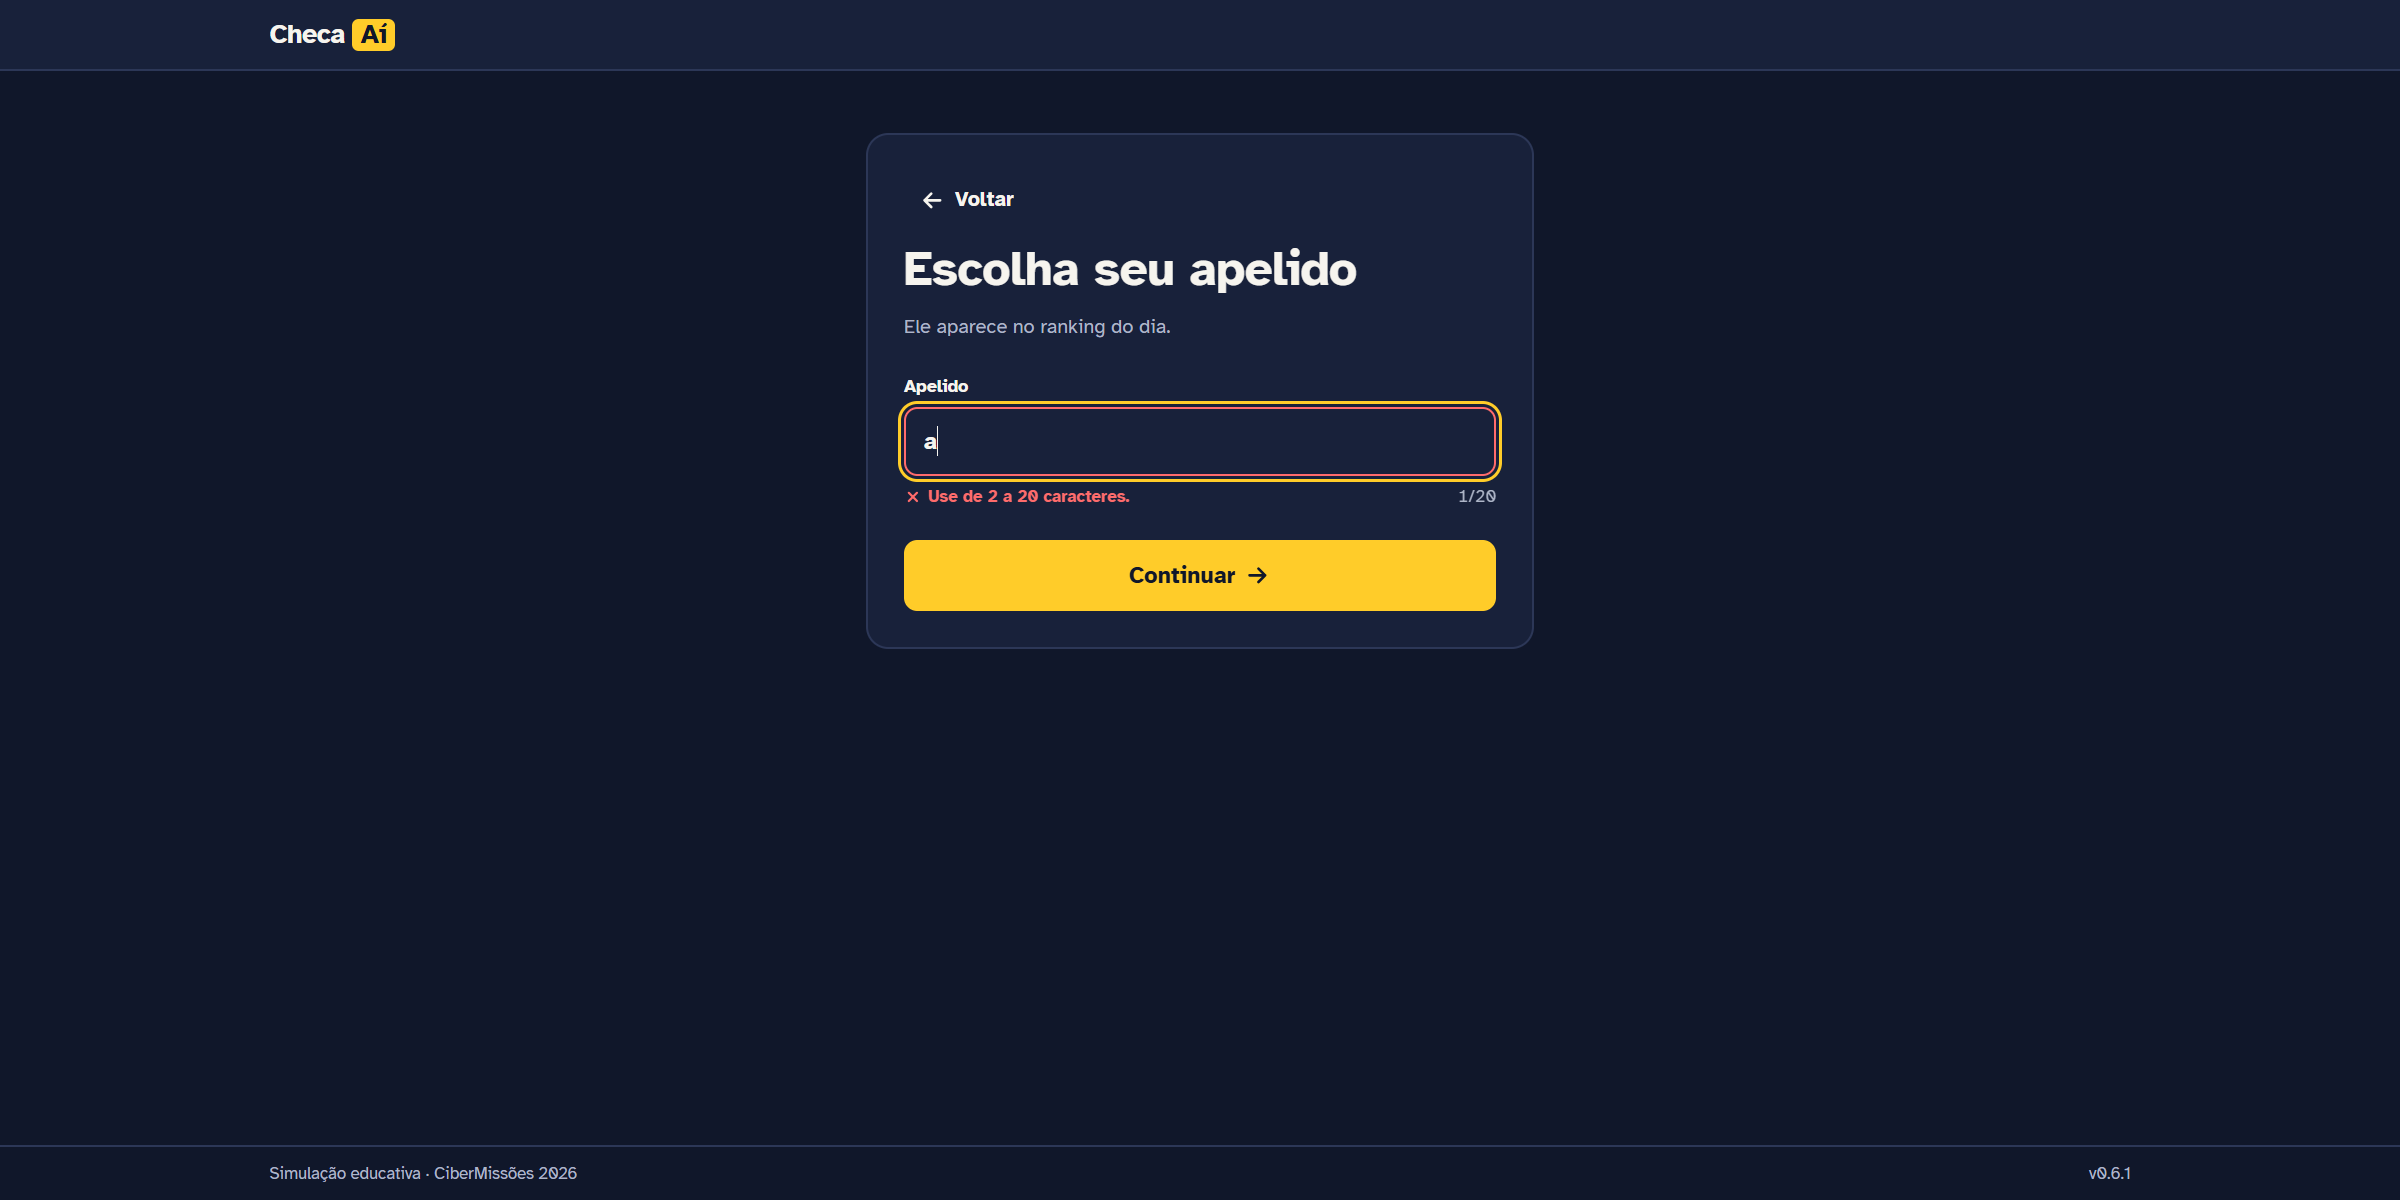 Checa Aí
Voltar
Escolha seu apelido
Ele aparece no ranking do dia.
Apelido
a
Use de 2 a 20 caracteres. 1/20
Continuar
Simulação educativa · CiberMissões 2026 v0.6.1